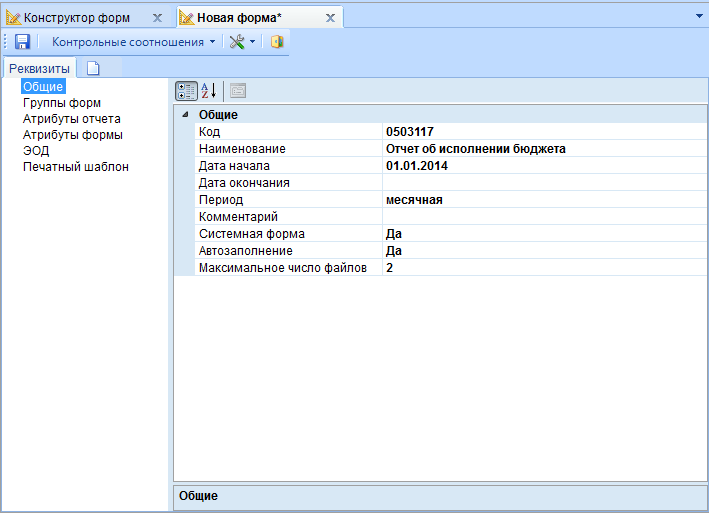 Конструктор форм
Новая форма*
Контрольные соотношения
Реквизиты
Общие
Группы форм
Атрибуты отчета
Атрибуты формы
ЭОД
Печатный шаблон
Общие
Код 0503117
Наименование Отчет об исполнении бюджета
Дата начала 01.01.2014
Дата окончания
Период месячная
Комментарий
Системная форма Да
Автозаполнение Да
Максимальное число файлов 2
Общие